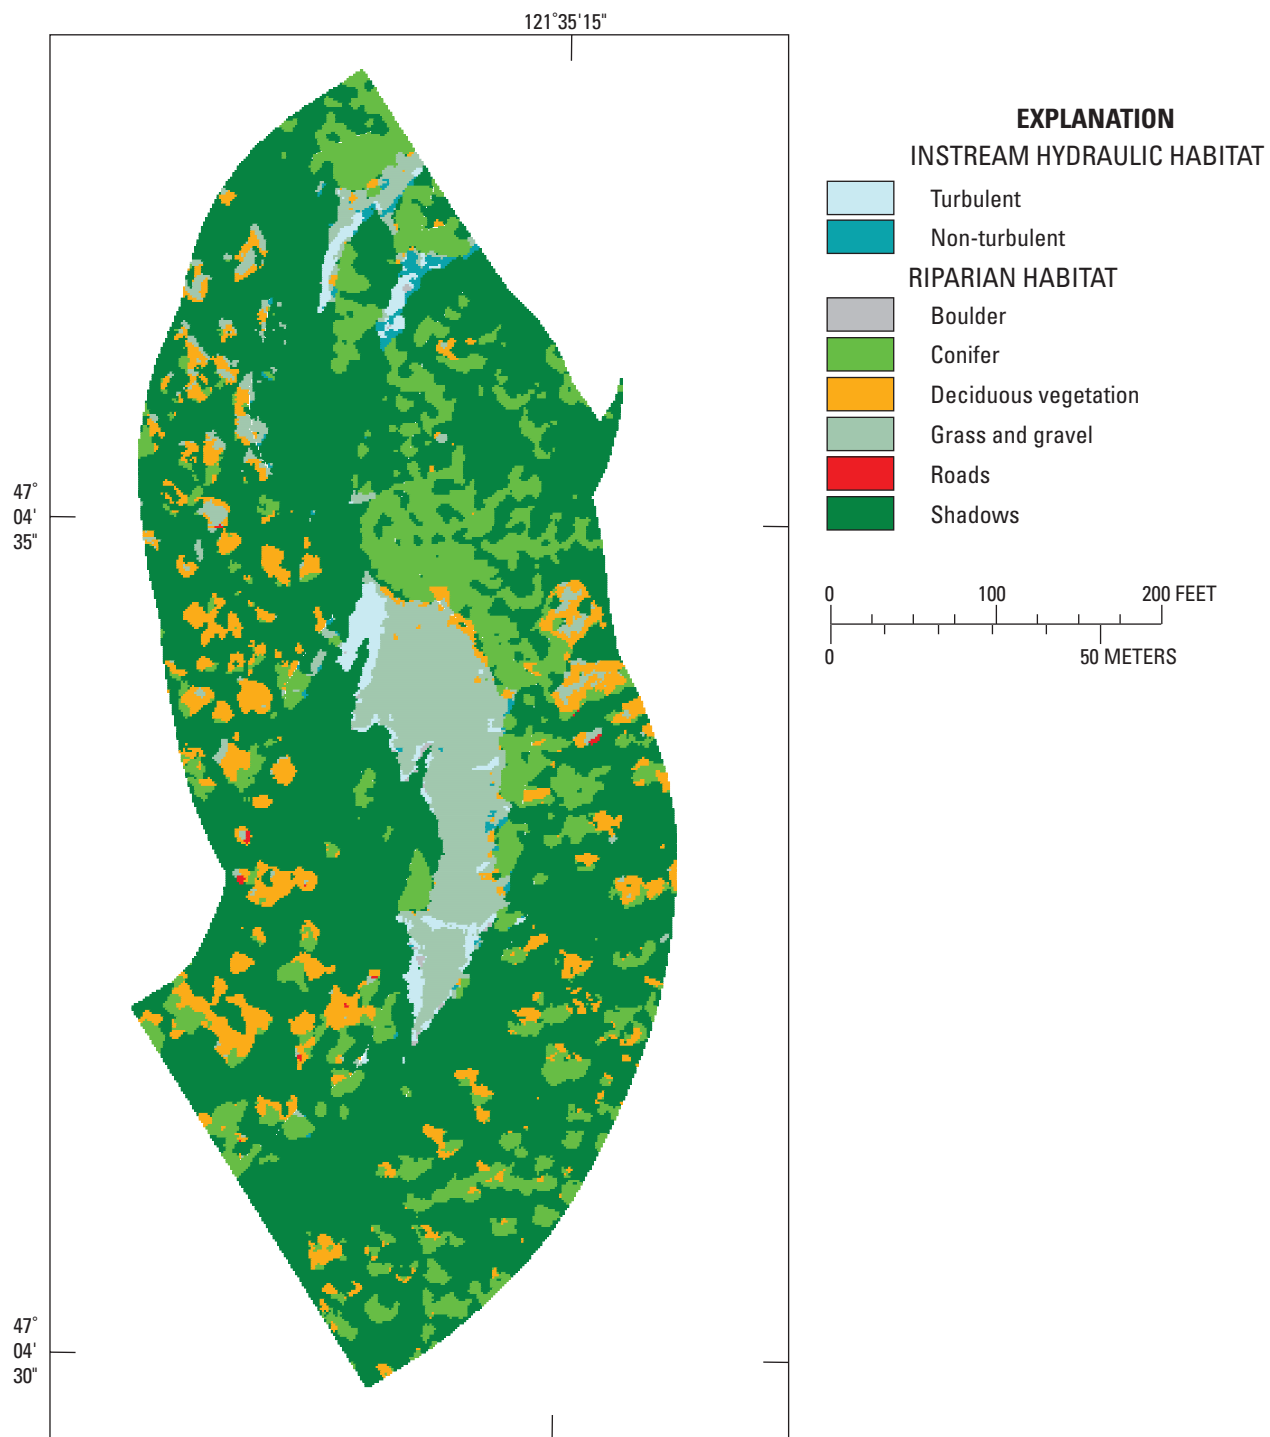 121°35'15"
EXPLANATION
INSTREAM HYDRAULIC HABITAT
Turbulent
Non-turbulent
RIPARIAN HABITAT
Boulder
Conifer
Deciduous vegetation
Grass and gravel
Roads
Shadows
47°
04'
35"
0 100 200 FEET
0 50 METERS
47°
04'
30"